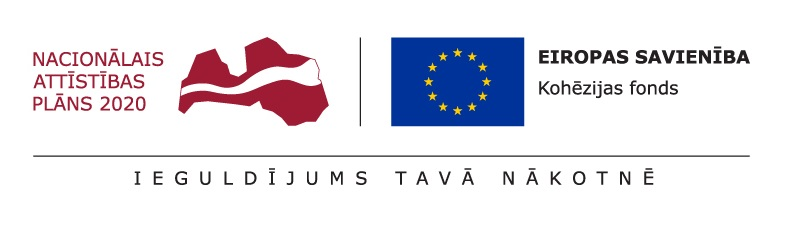 NACIONĀLAIS
ATTĪSTĪBAS
PLĀNS 2020
EIROPAS SAVIENĪBA
Kohēzijas fonds
IEGULDĪJUMS TAVĀ NĀKOTNĒ